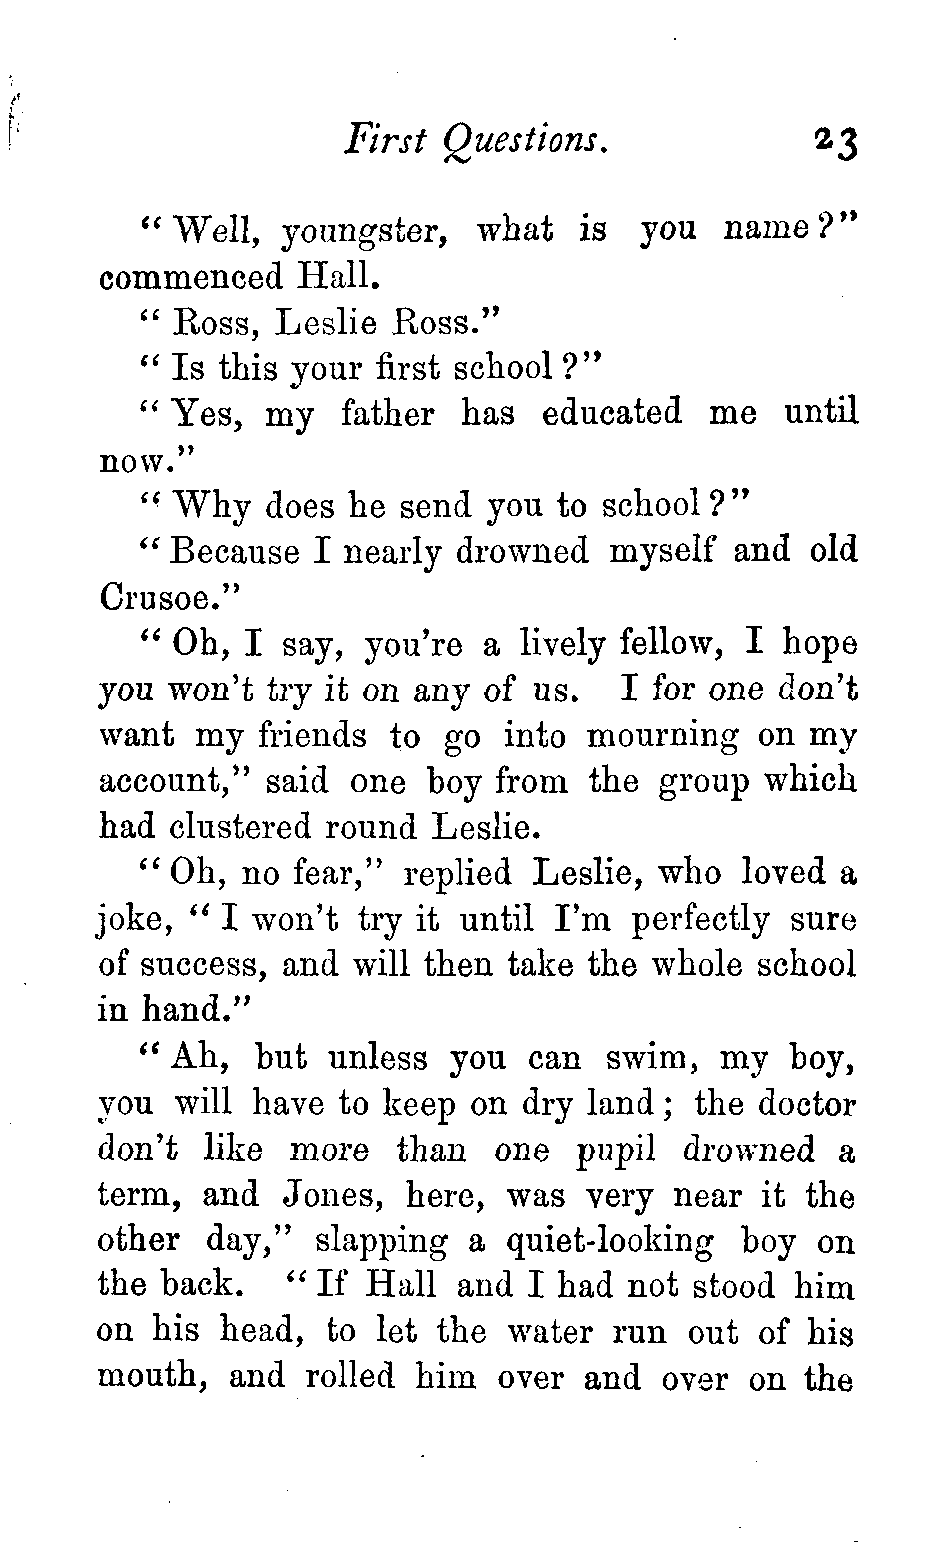 First Questions. 23
“ Well, youngster, what is you name ?”
commenced Hall.
“ Ross, Leslie Ross.”
“ Is this your first school ?”
“ Yes, my father has educated me until
now.”
“ Why does he send you to school ?”
“ Because I nearly drowned myself and old
Crusoe.”
“ Oh, I say, you’re a lively fellow, I hope
you won’t try it on any of us. I for one don’t
want my friends to go into mourning on my
account,” said one boy from the group which
had clustered round Leslie.
“ Oh, no fear,” replied Leslie, who loved a
joke, “ I won’t try it until I’m perfectly sure
of success, and will then take the whole school
in hand.”
“ Ah, but unless you can swim, my boy,
you will have to keep on dry land ; the doctor
don’t like more than one pupil drowned a
term, and Jones, here, was very near it the
other day,” slapping a quiet-looking boy on
the back. “ If Hall and I had not stood him
on his head, to let the water run out of his
mouth, and rolled him over and over on the